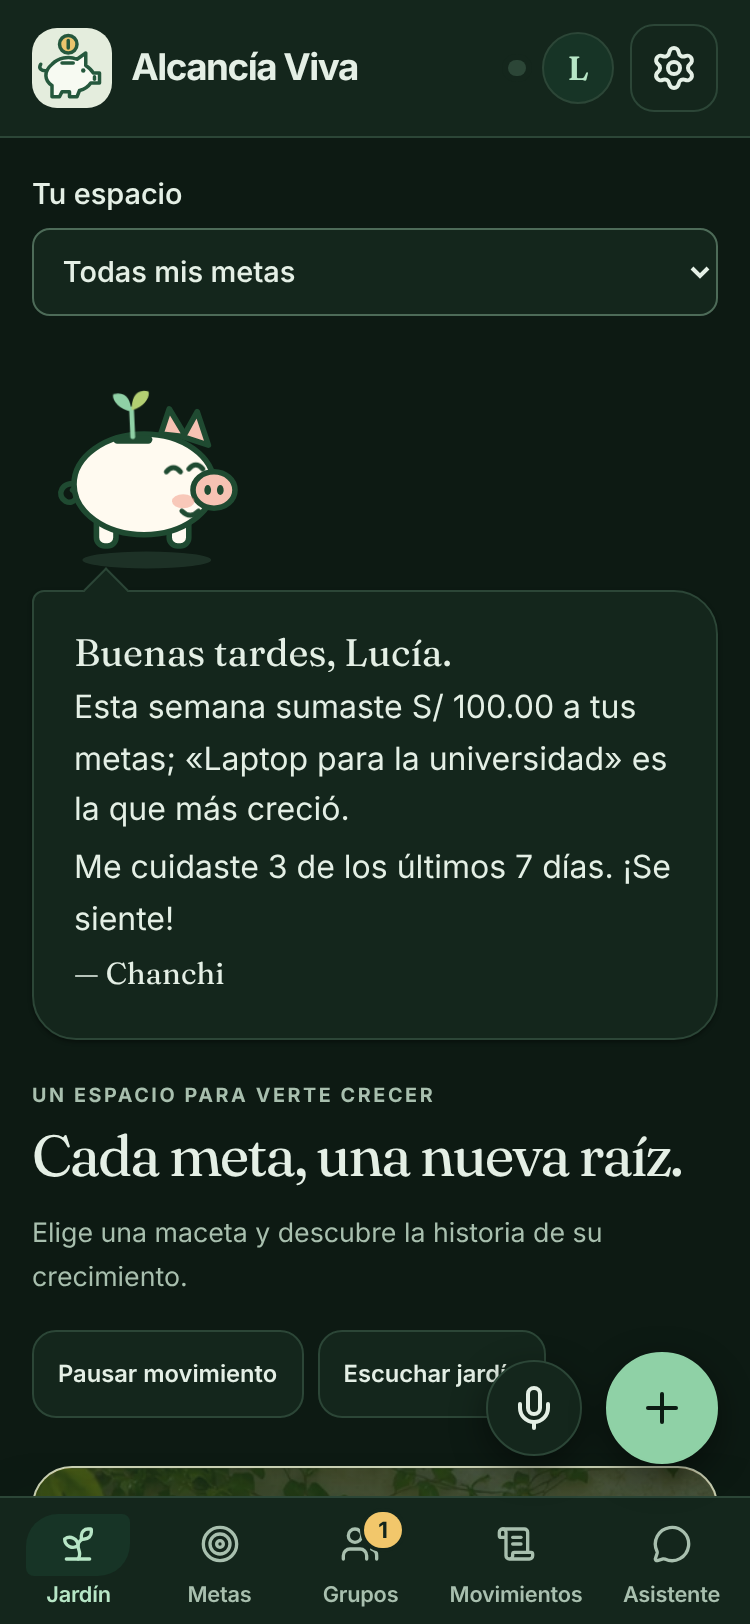 Alcancía Viva
L
Tu espacio
Todas mis metas
Buenas tardes, Lucía.
Esta semana sumaste S/ 100.00 a tus
metas; «Laptop para la universidad» es
la que más creció.
Me cuidaste 3 de los últimos 7 días. ¡Se
siente!
— Chanchi
UN ESPACIO PARA VERTE CRECER
Cada meta, una nueva raíz.
Elige una maceta y descubre la historia de su
crecimiento.
Pausar movimiento
Escuchar
1
Jardín
Metas
Grupos
Movimientos
Asistente